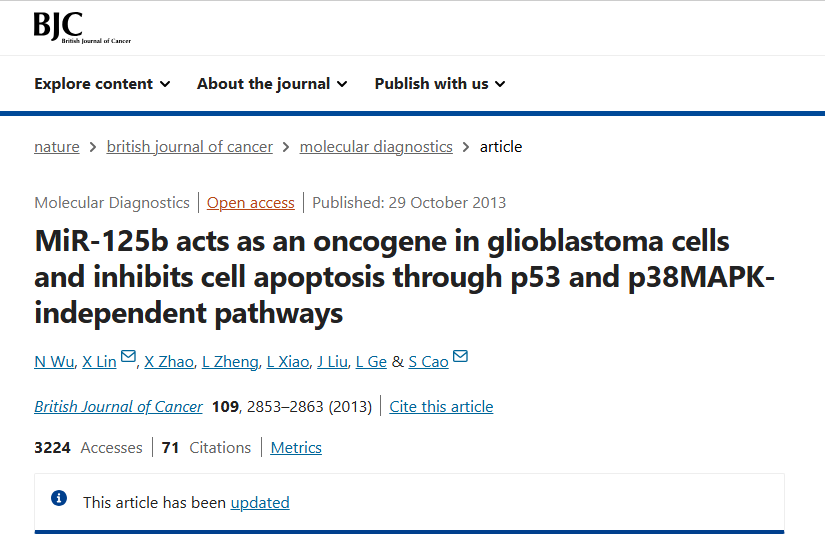 BJC
British Journal of Cancer
Explore content About the journal Publish with us
nature > british journal of cancer > molecular diagnostics > article
Molecular Diagnostics | Open access | Published: 29 October 2013
MiR-125b acts as an oncogene in glioblastoma cells
and inhibits cell apoptosis through p53 and p38MAPK-
independent pathways
N Wu, X Lin, X Zhao, L Zheng, L Xiao, J Liu, L Ge & S Cao
British Journal of Cancer 109, 2853–2863 (2013) | Cite this article
3224 Accesses | 71 Citations | Metrics
This article has been updated